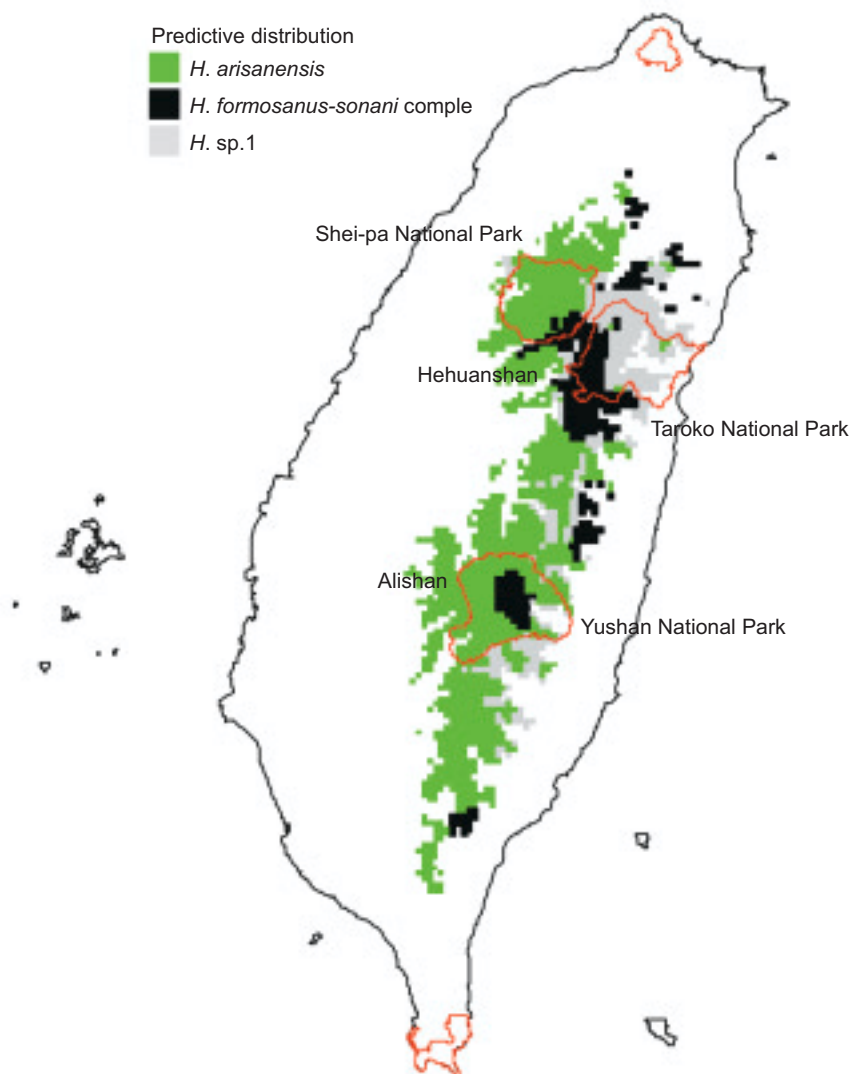 Predictive distribution
H. arisanensis
H. formosanus-sonani comple
H. sp.1
Shei-pa National Park
Hehuanshan
Taroko National Park
Alishan
Yushan National Park